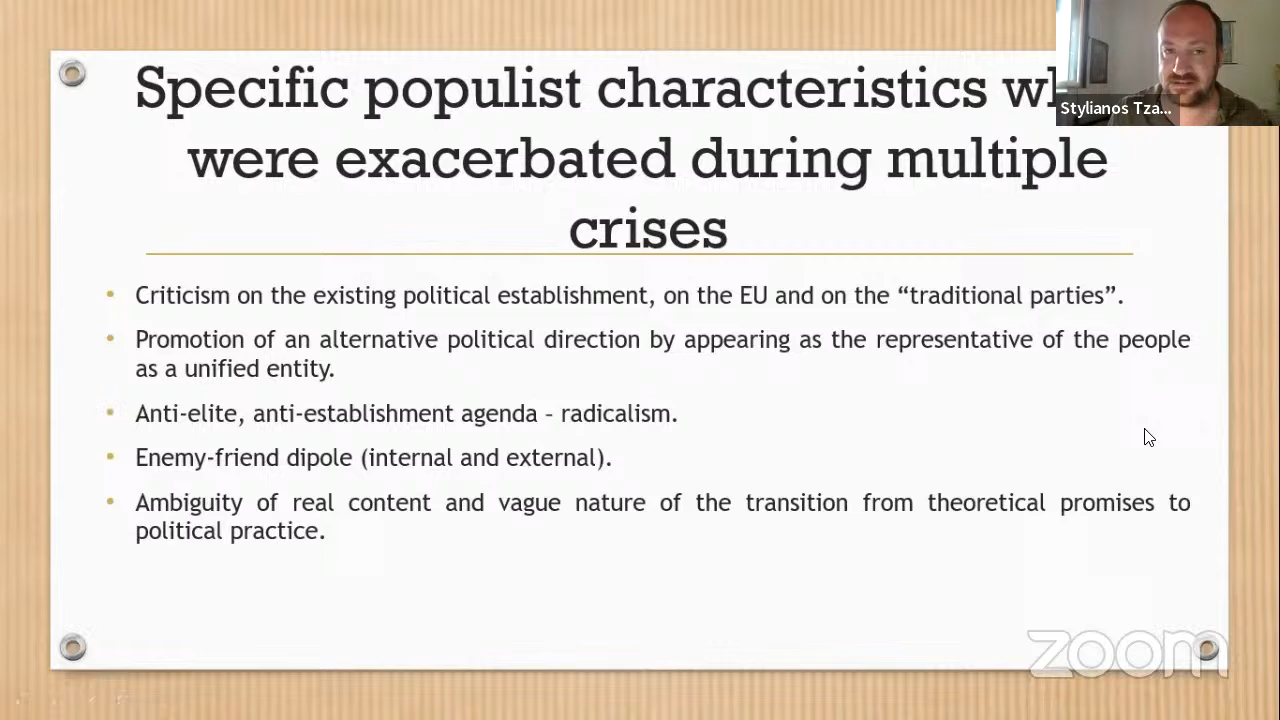 Specific populist characteristics
Stylianos Tza...
were exacerbated during multiple
crises
• Criticism on the existing political establishment, on the EU and on the “traditional parties”.
• Promotion of an alternative political direction by appearing as the representative of the people
as a unified entity.
• Anti-elite, anti-establishment agenda – radicalism.
• Enemy-friend dipole (internal and external).
• Ambiguity of real content and vague nature of the transition from theoretical promises to
political practice.
zoom